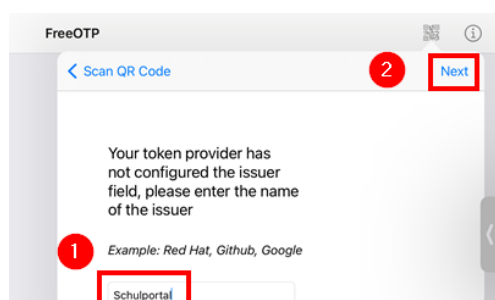 FreeOTP
Scan QR Code
2
Next
Your token provider has
not configured the issuer
field, please enter the name
of the issuer
1
Example: Red Hat, Github, Google
Schulportal